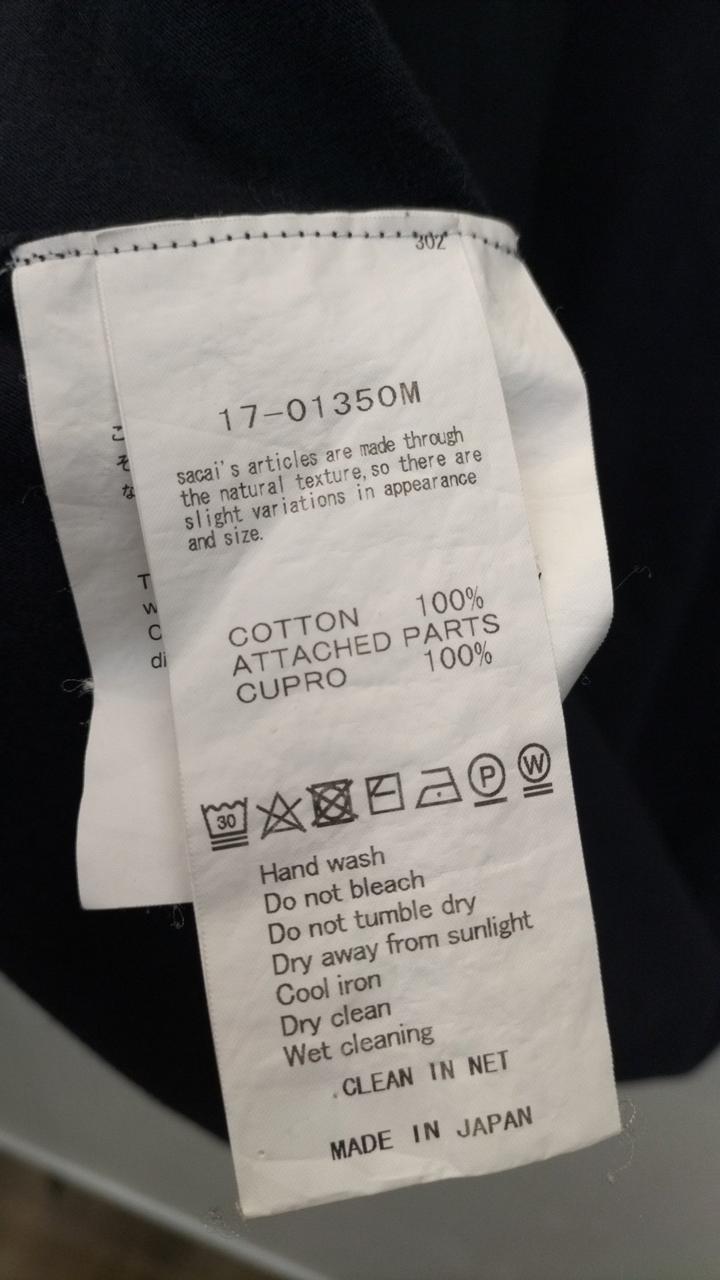 302
17-01350M
sacai's articles are made through
the natural texture,so there are
slight variations in appearance
and size.
COTTON 100%
ATTACHED PARTS
CUPRO 100%
30
P
W
Hand wash
Do not bleach
Do not tumble dry
Dry away from sunlight
Cool iron
Dry clean
Wet cleaning
.CLEAN IN NET
MADE IN JAPAN